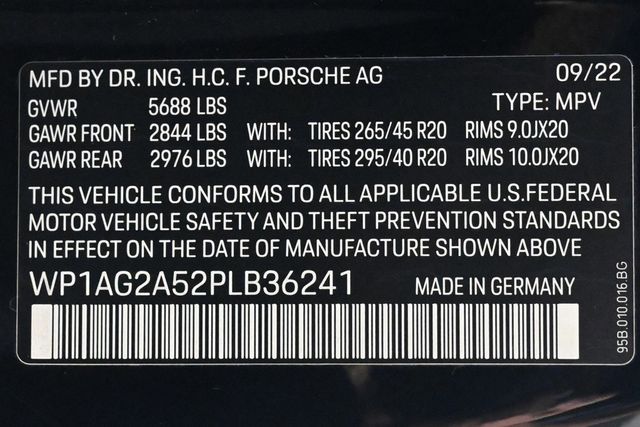 MFD BY DR. ING. H.C. F. PORSCHE AG 09/22
GVWR 5688 LBS TYPE: MPV
GAWR FRONT 2844 LBS WITH: TIRES 265/45 R20 RIMS 9.0JX20
GAWR REAR 2976 LBS WITH: TIRES 295/40 R20 RIMS 10.0JX20
THIS VEHICLE CONFORMS TO ALL APPLICABLE U.S.FEDERAL
MOTOR VEHICLE SAFETY AND THEFT PREVENTION STANDARDS
IN EFFECT ON THE DATE OF MANUFACTURE SHOWN ABOVE
WP1AG2A52PLB36241 MADE IN GERMANY
95B.010.016.BG